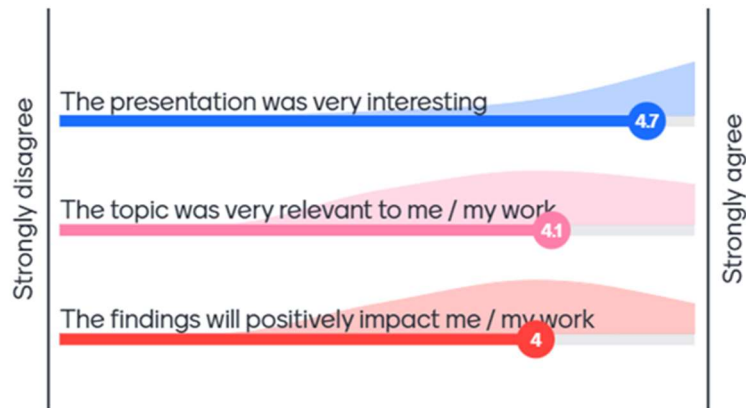 Strongly disagree
The presentation was very interesting
4.7
The topic was very relevant to me / my work
4.1
The findings will positively impact me / my work
4
Strongly agree